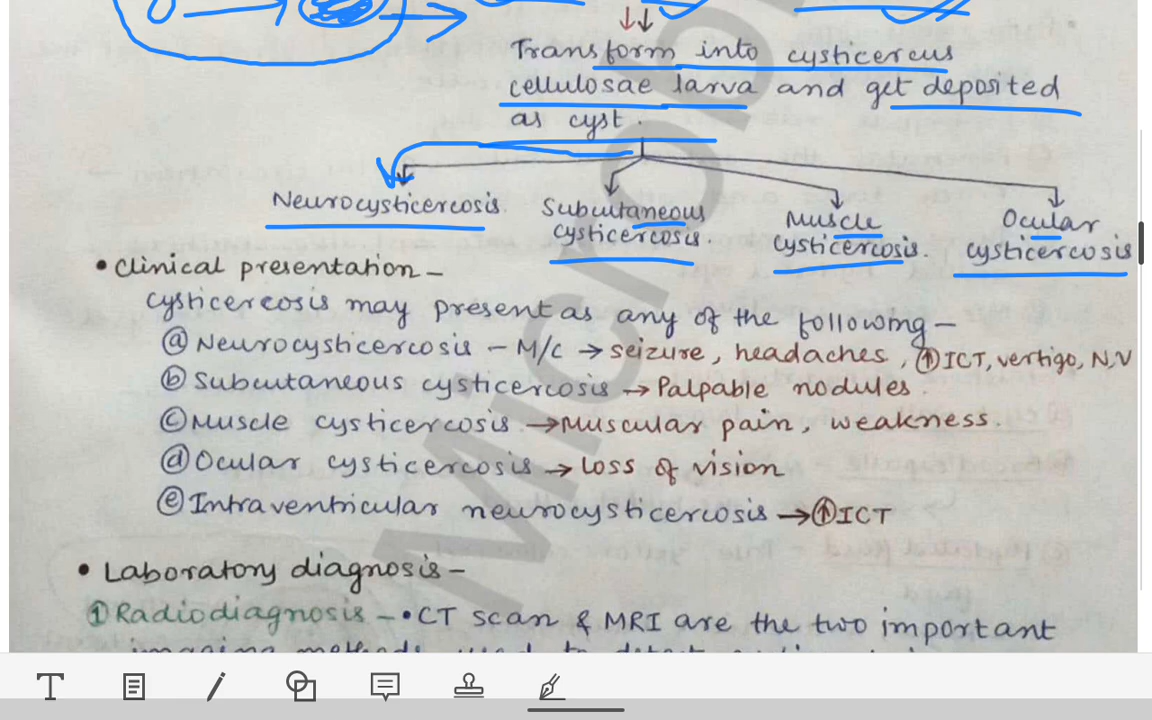 Transform into cysticercus
cellulosae larva and get deposited
as cyst.
Neurocysticercosis.
Subcutaneous
cysticercosis.
Muscle
cysticercosis.
Ocular
cysticercosis
• Clinical presentation –
Cysticercosis may present as any of the following –
ⓐ Neurocysticercosis – M/C → seizure, headaches, ↑ICT, vertigo, N,V
ⓑ Subcutaneous cysticercosis → Palpable nodules.
ⓒ Muscle cysticercosis → Muscular pain, weakness.
ⓓ Ocular cysticercosis → Loss of vision
ⓔ Intraventricular neurocysticercosis → ↑ICT
• Laboratory diagnosis –
① Radiodiagnosis – • CT scan & MRI are the two important